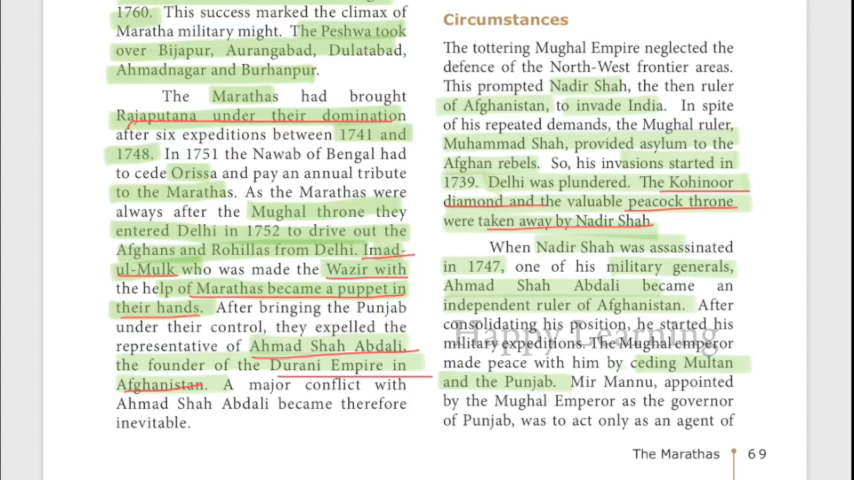 1760. This success marked the climax of
Maratha military might. The Peshwa took
over Bijapur, Aurangabad, Dulatabad,
Ahmadnagar and Burhanpur.
The Marathas had brought
Rajaputana under their domination
after six expeditions between 1741 and
1748. In 1751 the Nawab of Bengal had
to cede Orissa and pay an annual tribute
to the Marathas. As the Marathas were
always after the Mughal throne they
entered Delhi in 1752 to drive out the
Afghans and Rohillas from Delhi. Imad-
ul-Mulk who was made the Wazir with
the help of Marathas became a puppet in
their hands. After bringing the Punjab
under their control, they expelled the
representative of Ahmad Shah Abdali,
the founder of the Durani Empire in
Afghanistan. A major conflict with
Ahmad Shah Abdali became therefore
inevitable.
Circumstances
The tottering Mughal Empire neglected the
defence of the North-West frontier areas.
This prompted Nadir Shah, the then ruler
of Afghanistan, to invade India. In spite
of his repeated demands, the Mughal ruler,
Muhammad Shah, provided asylum to the
Afghan rebels. So, his invasions started in
1739. Delhi was plundered. The Kohinoor
diamond and the valuable peacock throne
were taken away by Nadir Shah.
When Nadir Shah was assassinated
in 1747, one of his military generals,
Ahmad Shah Abdali became an
independent ruler of Afghanistan. After
consolidating his position, he started his
military expeditions. The Mughal emperor
made peace with him by ceding Multan
and the Punjab. Mir Mannu, appointed
by the Mughal Emperor as the governor
of Punjab, was to act only as an agent of
Happy Learning
The Marathas 69